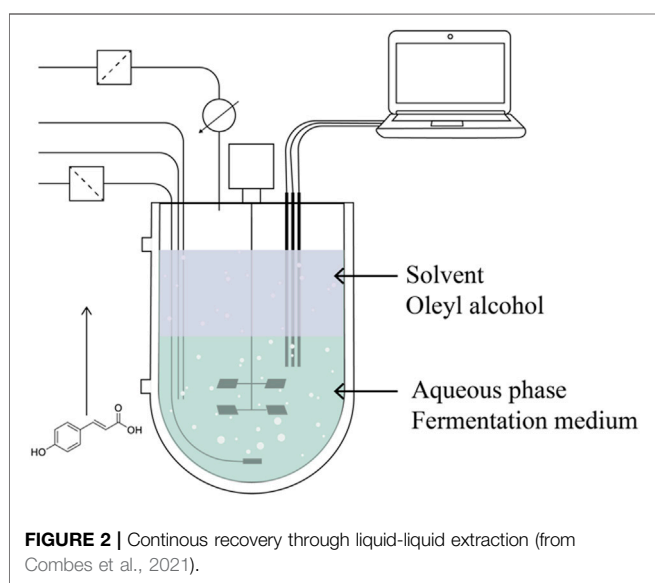 Solvent
Oleyl alcohol
Aqueous phase
Fermentation medium
O
OH
HO
FIGURE 2 | Continous recovery through liquid-liquid extraction (from
Combes et al., 2021).